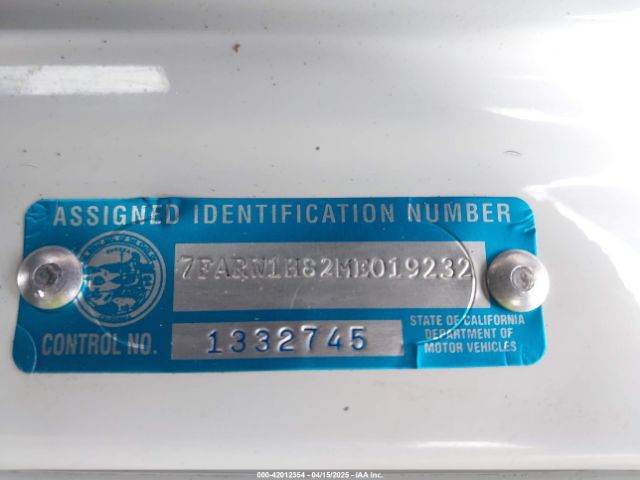 ASSIGNED IDENTIFICATION NUMBER
7FARW1H82ME019232
CONTROL NO. 1332745
STATE OF CALIFORNIA
DEPARTMENT OF
MOTOR VEHICLES
000-42012354 - 04/15/2025 - IAA Inc.